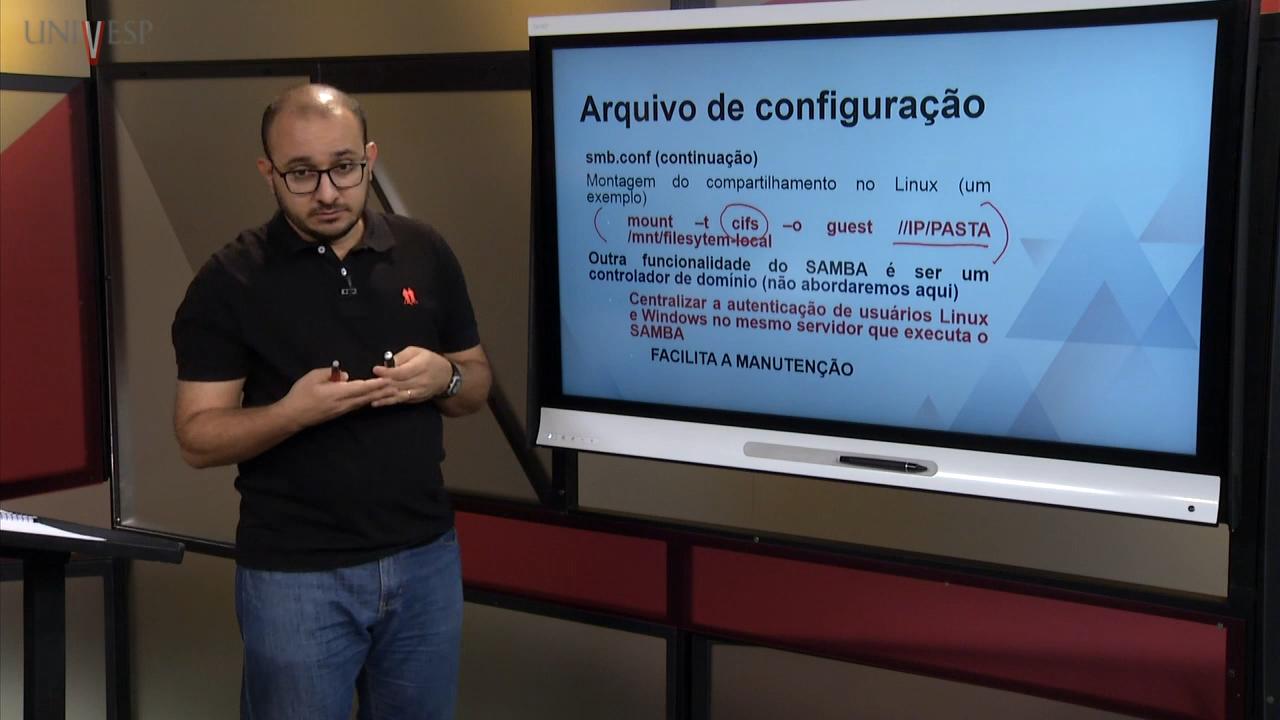 UNIVESP
Arquivo de configuração
smb.conf (continuação)
Montagem do compartilhamento no Linux (um
exemplo)
mount –t cifs –o guest //IP/PASTA
/mnt/filesytem-local
Outra funcionalidade do SAMBA é ser um
controlador de domínio (não abordaremos aqui)
Centralizar a autenticação de usuários Linux
e Windows no mesmo servidor que executa o
SAMBA
FACILITA A MANUTENÇÃO